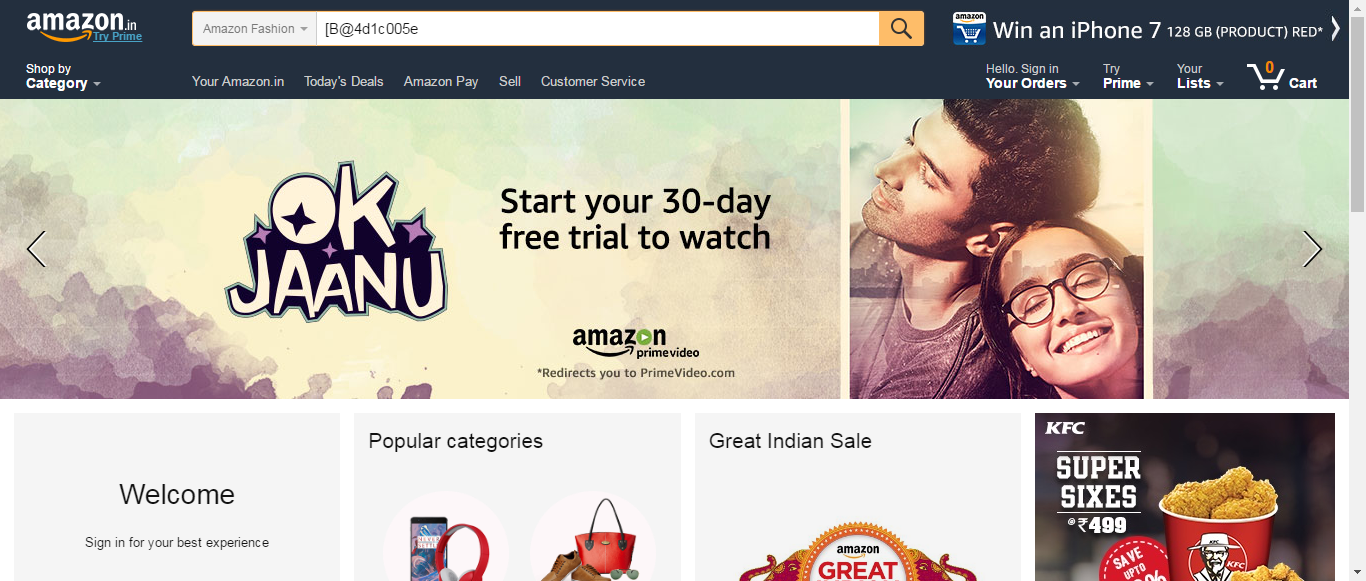 amazon.in
Try Prime
Amazon Fashion
[B@4d1c005e
amazon
Win an iPhone 7 128 GB (PRODUCT) RED*
Shop by
Category
Your Amazon.in
Today's Deals
Amazon Pay
Sell
Customer Service
Hello. Sign in
Your Orders
Try
Prime
Your
Lists
0
Cart
OK
JAANU
Start your 30-day
free trial to watch
amazon
primevideo
*Redirects you to PrimeVideo.com
Welcome
Sign in for your best experience
Popular categories
Great Indian Sale
amazon
GREAT
KFC
SUPER
SIXES
@ ₹499
SAVE
UPTO
KFC
KFC